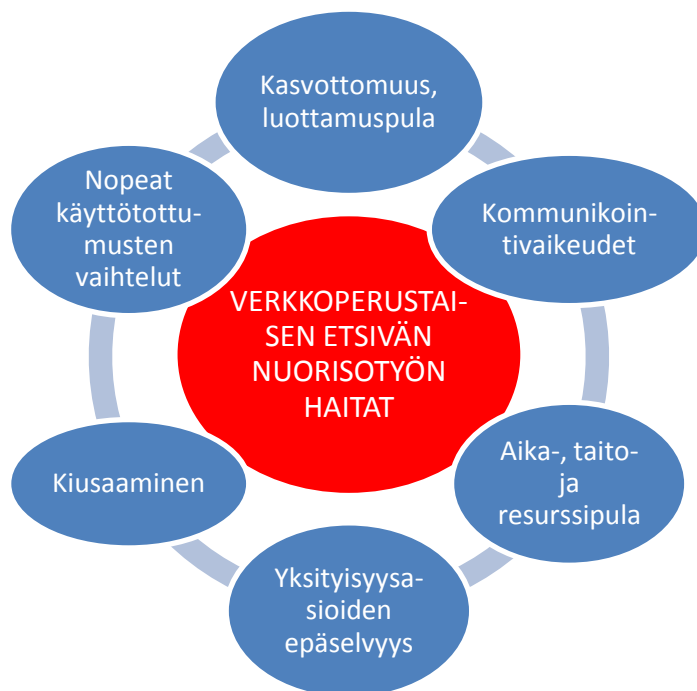 Kasvottomuus,
luottamuspula
Kommunikoin-
tivaikeudet
Aika-, taito-
ja
resurssipula
Yksityisyysa-
sioiden
epäselvyys
Kiusaaminen
Nopeat
käyttötottu-
musten
vaihtelut
VERKKOPERUSTAI-
SEN ETSIVÄN
NUORISOTYÖN
HAITAT